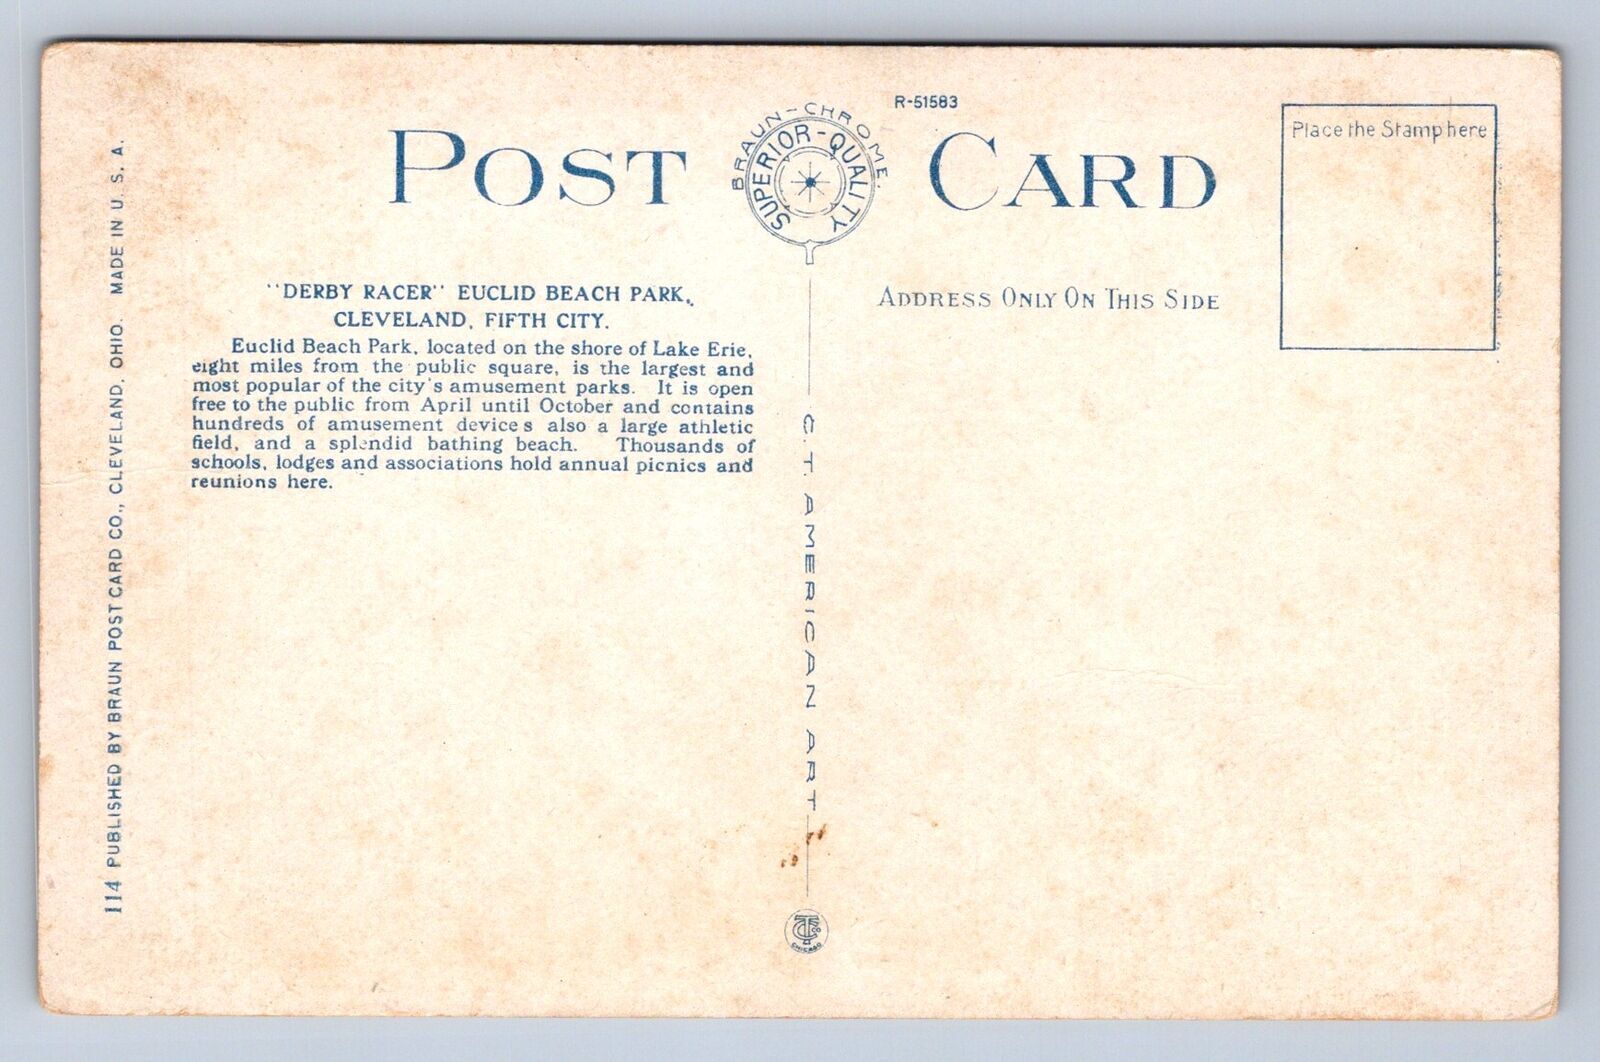 R-51583
BRAUN-CHROME.
SUPERIOR-QUALITY
POST CARD
Place the Stamp here
"DERBY RACER" EUCLID BEACH PARK,
CLEVELAND, FIFTH CITY.
Euclid Beach Park, located on the shore of Lake Erie,
eight miles from the public square, is the largest and
most popular of the city's amusement parks. It is open
free to the public from April until October and contains
hundreds of amusement devices also a large athletic
field, and a splendid bathing beach. Thousands of
schools, lodges and associations hold annual picnics and
reunions here.
ADDRESS ONLY ON THIS SIDE
C.T. AMERICAN ART
114 PUBLISHED BY BRAUN POST CARD CO., CLEVELAND, OHIO. MADE IN U. S. A.
CT & CO
CHICAGO